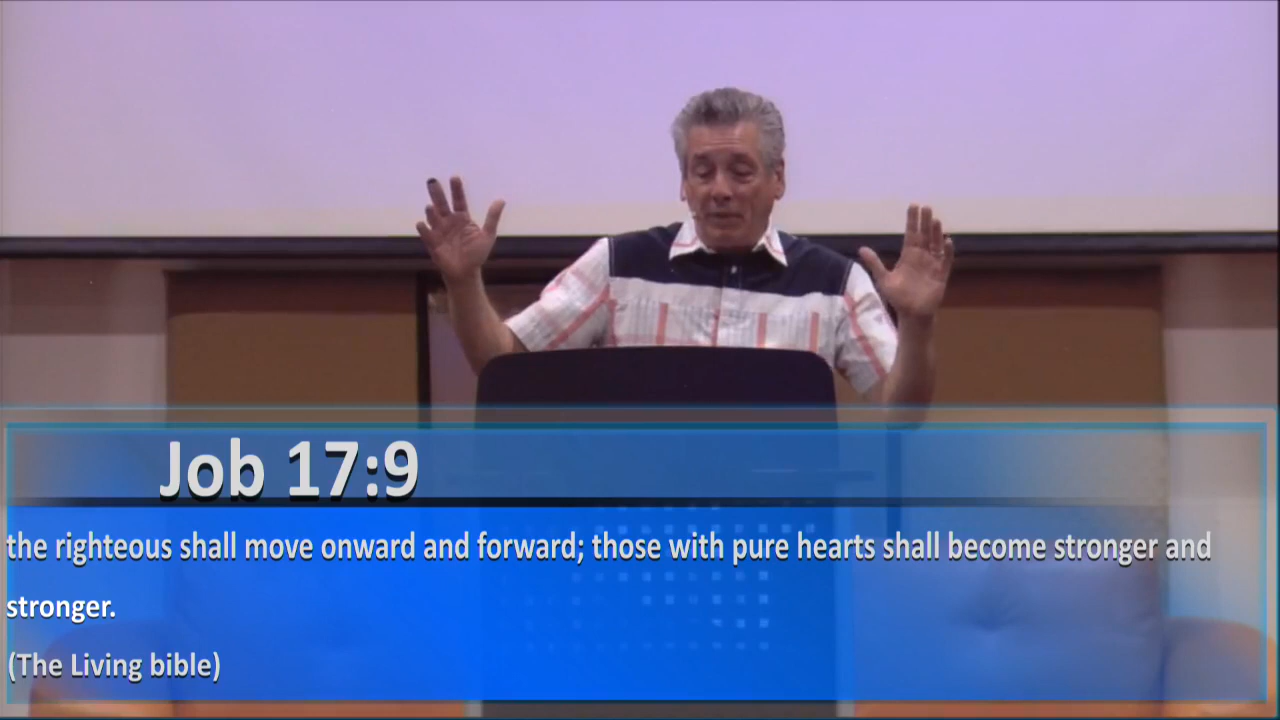 Job 17:9
the righteous shall move onward and forward; those with pure hearts shall become stronger and
stronger.
(The Living bible)